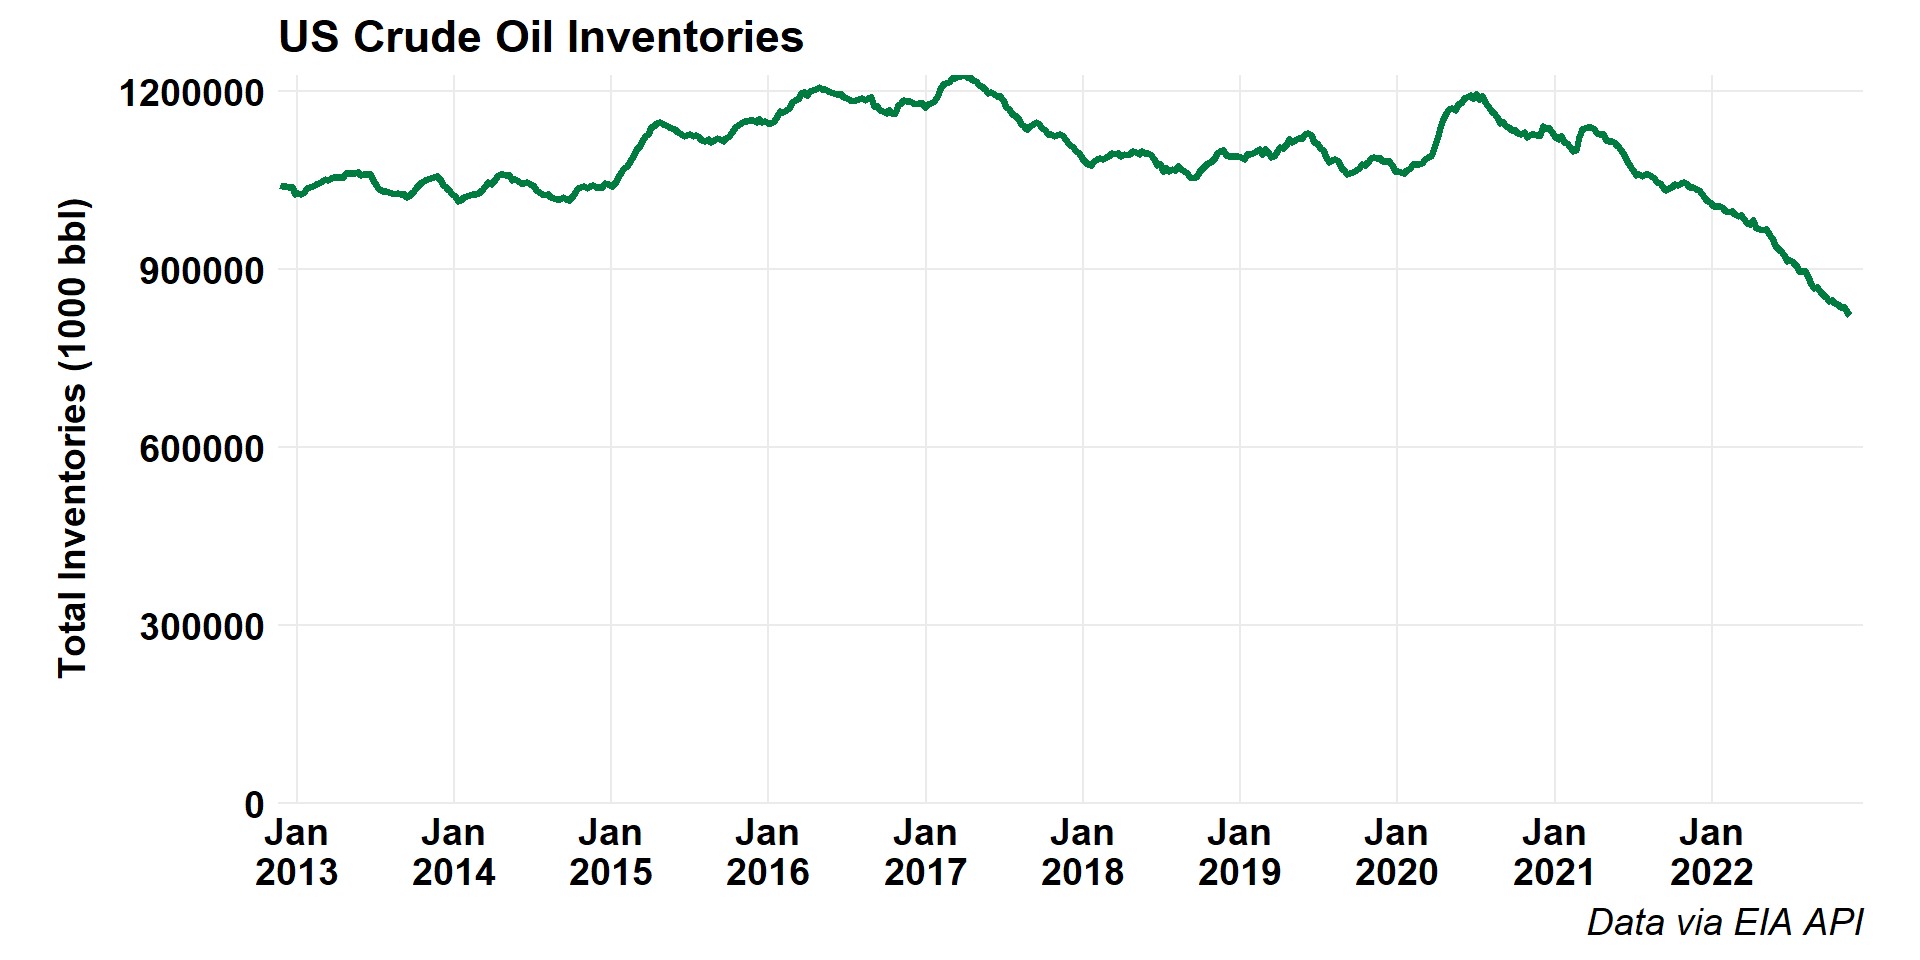 US Crude Oil Inventories
Total Inventories (1000 bbl)
1200000
900000
600000
300000
0
Jan 2013
Jan 2014
Jan 2015
Jan 2016
Jan 2017
Jan 2018
Jan 2019
Jan 2020
Jan 2021
Jan 2022
Data via EIA API